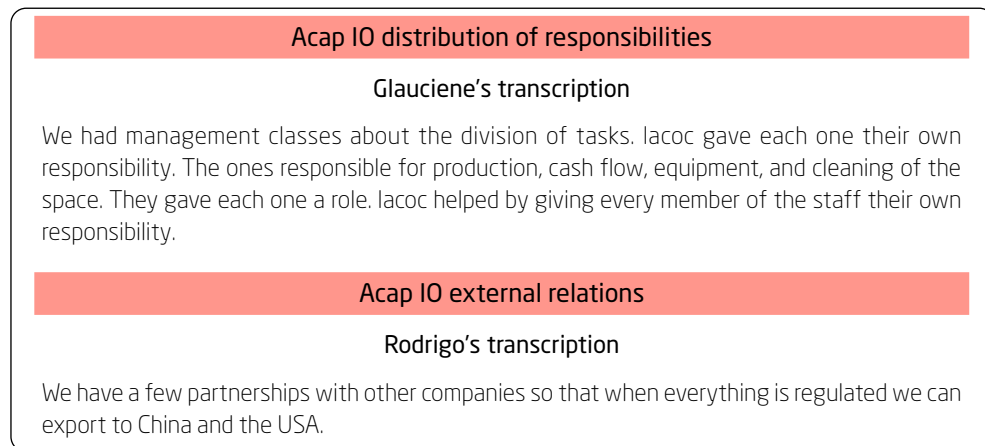 Acap IO distribution of responsibilities
Glauciene's transcription
We had management classes about the division of tasks. Iacoc gave each one their own
responsibility. The ones responsible for production, cash flow, equipment, and cleaning of the
space. They gave each one a role. Iacoc helped by giving every member of the staff their own
responsibility.
Acap IO external relations
Rodrigo's transcription
We have a few partnerships with other companies so that when everything is regulated we can
export to China and the USA.